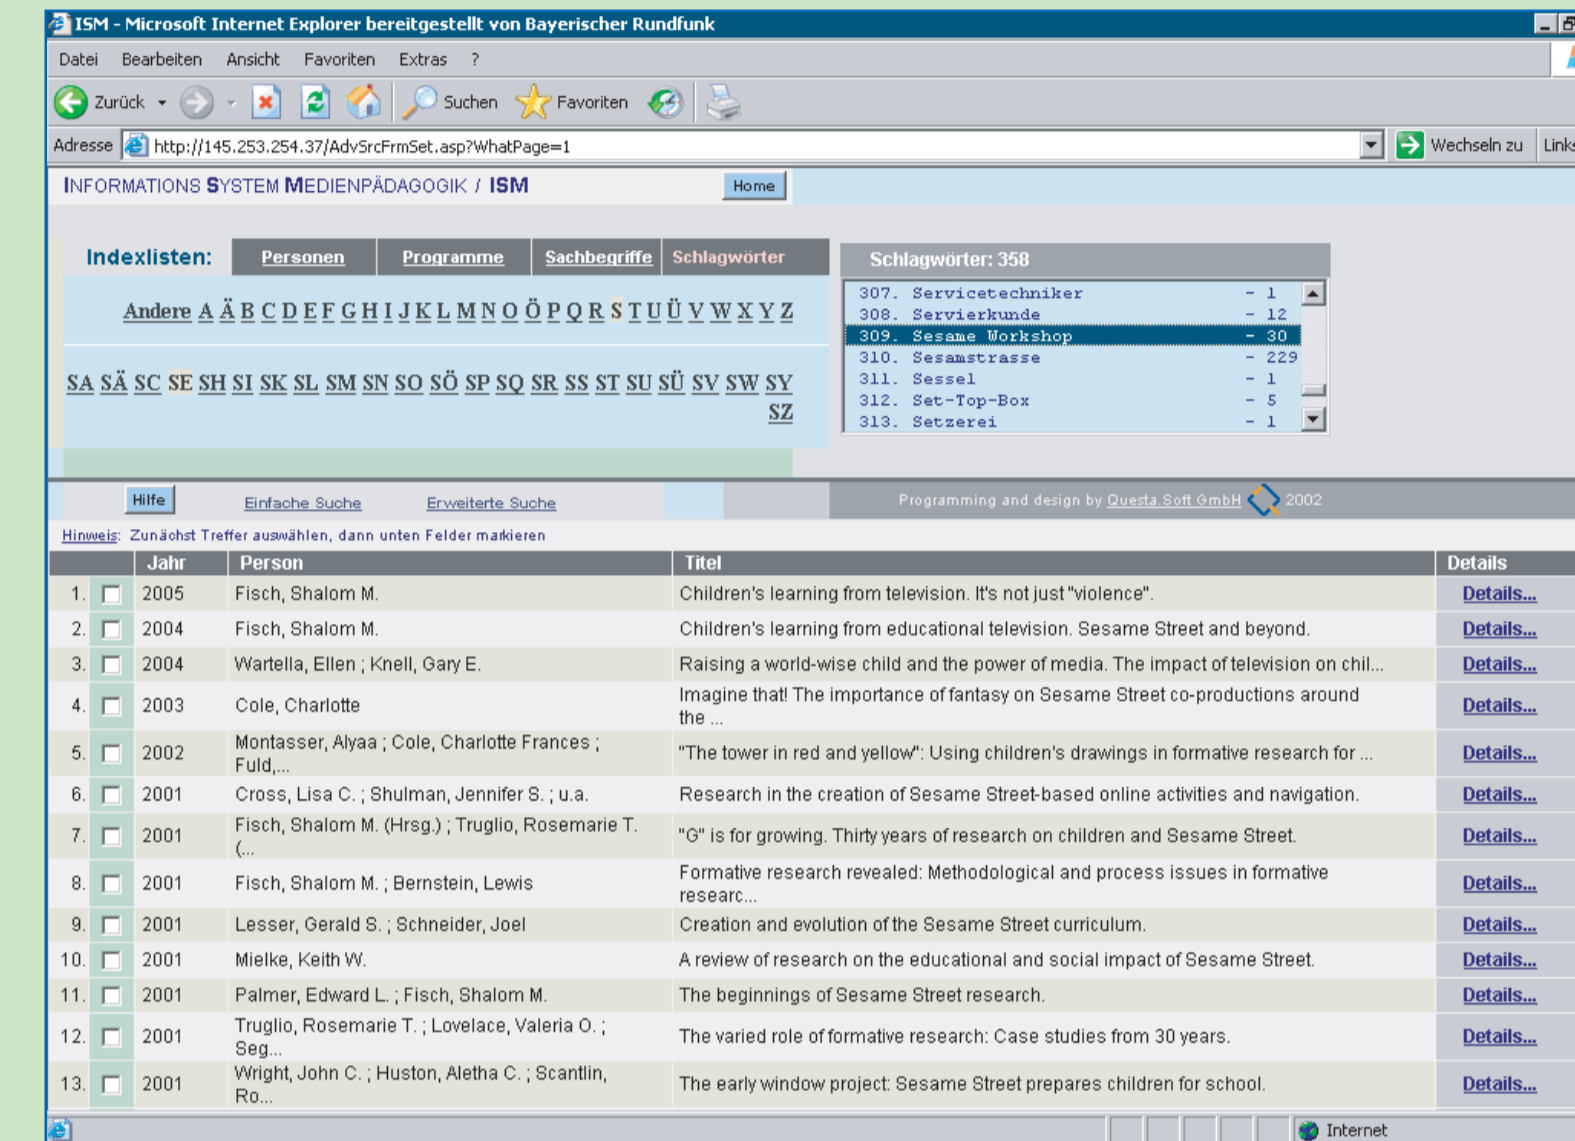 ISM - Microsoft Internet Explorer bereitgestellt von Bayerischer Rundfunk
Datei Bearbeiten Ansicht Favoriten Extras ?
Zurück Suchen Favoriten
Adresse http://145.253.254.37/AdvSrcFrmSet.asp?WhatPage=1 Wechseln zu Links
INFORMATIONS SYSTEM MEDIENPÄDAGOGIK / ISM Home
Indexlisten: Personen Programme Sachbegriffe Schlagwörter
Andere A Ä B C D E F G H I J K L M N O Ö P Q R S T U Ü V W X Y Z
SA SÄ SC SE SH SI SK SL SM SN SO SÖ SP SQ SR SS ST SU SÜ SV SW SY
SZ
Schlagwörter: 358
307. Servicetechniker - 1
308. Servierkunde - 12
309. Sesame Workshop - 30
310. Sesamstrasse - 229
311. Sessel - 1
312. Set-Top-Box - 5
313. Setzerei - 1
Hilfe Einfache Suche Erweiterte Suche Programming and design by Questa.Soft GmbH 2002
Hinweis: Zunächst Treffer auswählen, dann unten Felder markieren
Jahr Person Titel Details
1. 2005 Fisch, Shalom M. Children's learning from television. It's not just "violence". Details...
2. 2004 Fisch, Shalom M. Children's learning from educational television. Sesame Street and beyond. Details...
3. 2004 Wartella, Ellen ; Knell, Gary E. Raising a world-wise child and the power of media. The impact of television on chil... Details...
4. 2003 Cole, Charlotte Imagine that! The importance of fantasy on Sesame Street co-productions around
the ... Details...
5. 2002 Montasser, Alyaa ; Cole, Charlotte Frances ;
Fuld,... "The tower in red and yellow": Using children's drawings in formative research for ... Details...
6. 2001 Cross, Lisa C. ; Shulman, Jennifer S. ; u.a. Research in the creation of Sesame Street-based online activities and navigation. Details...
7. 2001 Fisch, Shalom M. (Hrsg.) ; Truglio, Rosemarie T.
(... "G" is for growing. Thirty years of research on children and Sesame Street. Details...
8. 2001 Fisch, Shalom M. ; Bernstein, Lewis Formative research revealed: Methodological and process issues in formative
researc... Details...
9. 2001 Lesser, Gerald S. ; Schneider, Joel Creation and evolution of the Sesame Street curriculum. Details...
10. 2001 Mielke, Keith W. A review of research on the educational and social impact of Sesame Street. Details...
11. 2001 Palmer, Edward L. ; Fisch, Shalom M. The beginnings of Sesame Street research. Details...
12. 2001 Truglio, Rosemarie T. ; Lovelace, Valeria O. ;
Seg... The varied role of formative research: Case studies from 30 years. Details...
13. 2001 Wright, John C. ; Huston, Aletha C. ; Scantlin,
Ro... The early window project: Sesame Street prepares children for school. Details...
Internet